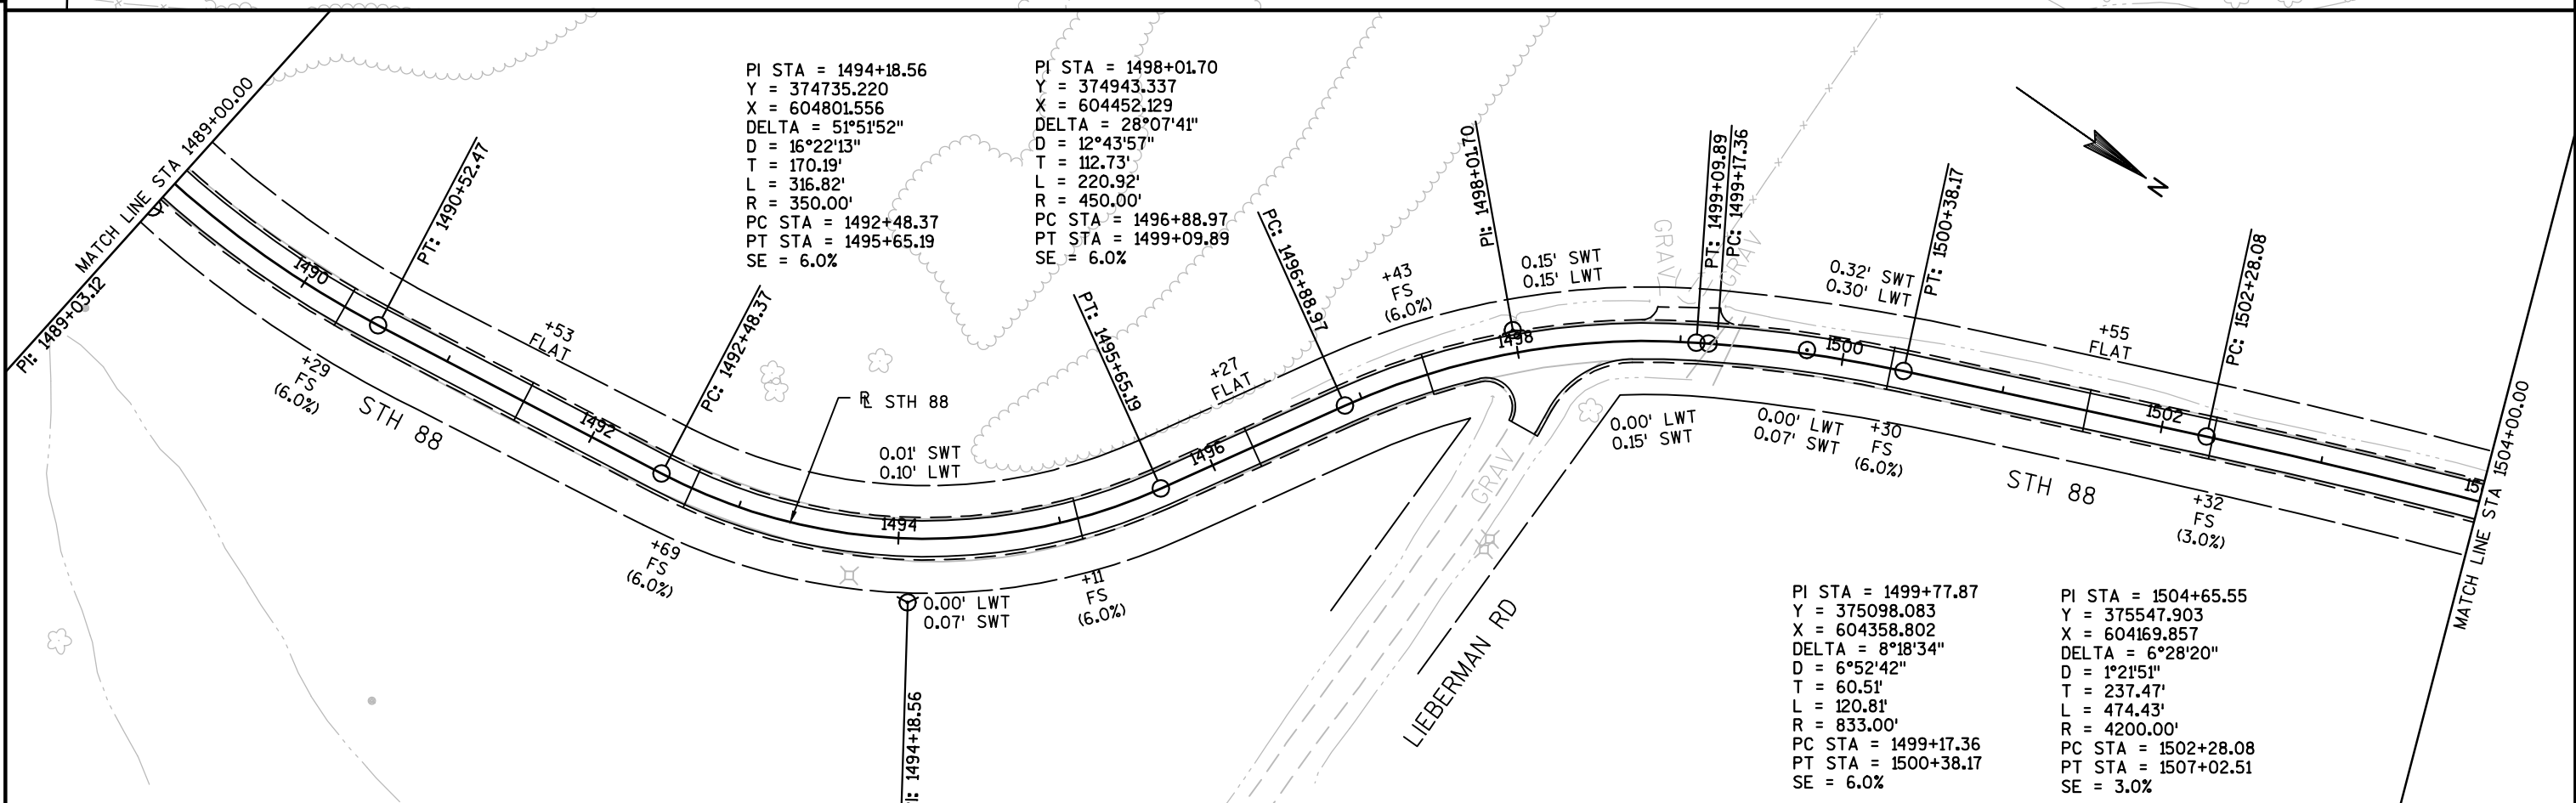 MATCH LINE STA 1489+00.00
PI: 1489+03.12
1490
PT: 1490+52.47
+29
FS
(6.0%)
STH 88
+53
FLAT
1492
PC: 1492+48.37
PI STA = 1494+18.56
Y = 374735.220
X = 604801.556
DELTA = 51°51'52"
D = 16°22'13"
T = 170.19'
L = 316.82'
R = 350.00'
PC STA = 1492+48.37
PT STA = 1495+65.19
SE = 6.0%
PI STA = 1498+01.70
Y = 374943.337
X = 604452.129
DELTA = 28°07'41"
D = 12°43'57"
T = 112.73'
L = 220.92'
R = 450.00'
PC STA = 1496+88.97
PT STA = 1499+09.89
SE = 6.0%
R/L STH 88
0.01' SWT
0.10' LWT
+69
FS
(6.0%)
1494
0.00' LWT
0.07' SWT
PI: 1494+18.56
+11
FS
(6.0%)
PT: 1495+65.19
1496
+27
FLAT
PC: 1496+88.97
+43
FS
(6.0%)
PI: 1498+01.70
1498
0.15' SWT
0.15' LWT
GRAV
GRAV
PT: 1499+09.89
PC: 1499+17.36
0.32' SWT
0.30' LWT
1500
PT: 1500+38.17
N
+55
FLAT
PC: 1502+28.08
1502
GRAV
LIEBERMAN RD
0.00' LWT
0.15' SWT
0.00' LWT
0.07' SWT
+30
FS
(6.0%)
STH 88
+32
FS
(3.0%)
15
MATCH LINE STA 1504+00.00
PI STA = 1499+77.87
Y = 375098.083
X = 604358.802
DELTA = 8°18'34"
D = 6°52'42"
T = 60.51'
L = 120.81'
R = 833.00'
PC STA = 1499+17.36
PT STA = 1500+38.17
SE = 6.0%
PI STA = 1504+65.55
Y = 375547.903
X = 604169.857
DELTA = 6°28'20"
D = 1°21'51"
T = 237.47'
L = 474.43'
R = 4200.00'
PC STA = 1502+28.08
PT STA = 1507+02.51
SE = 3.0%